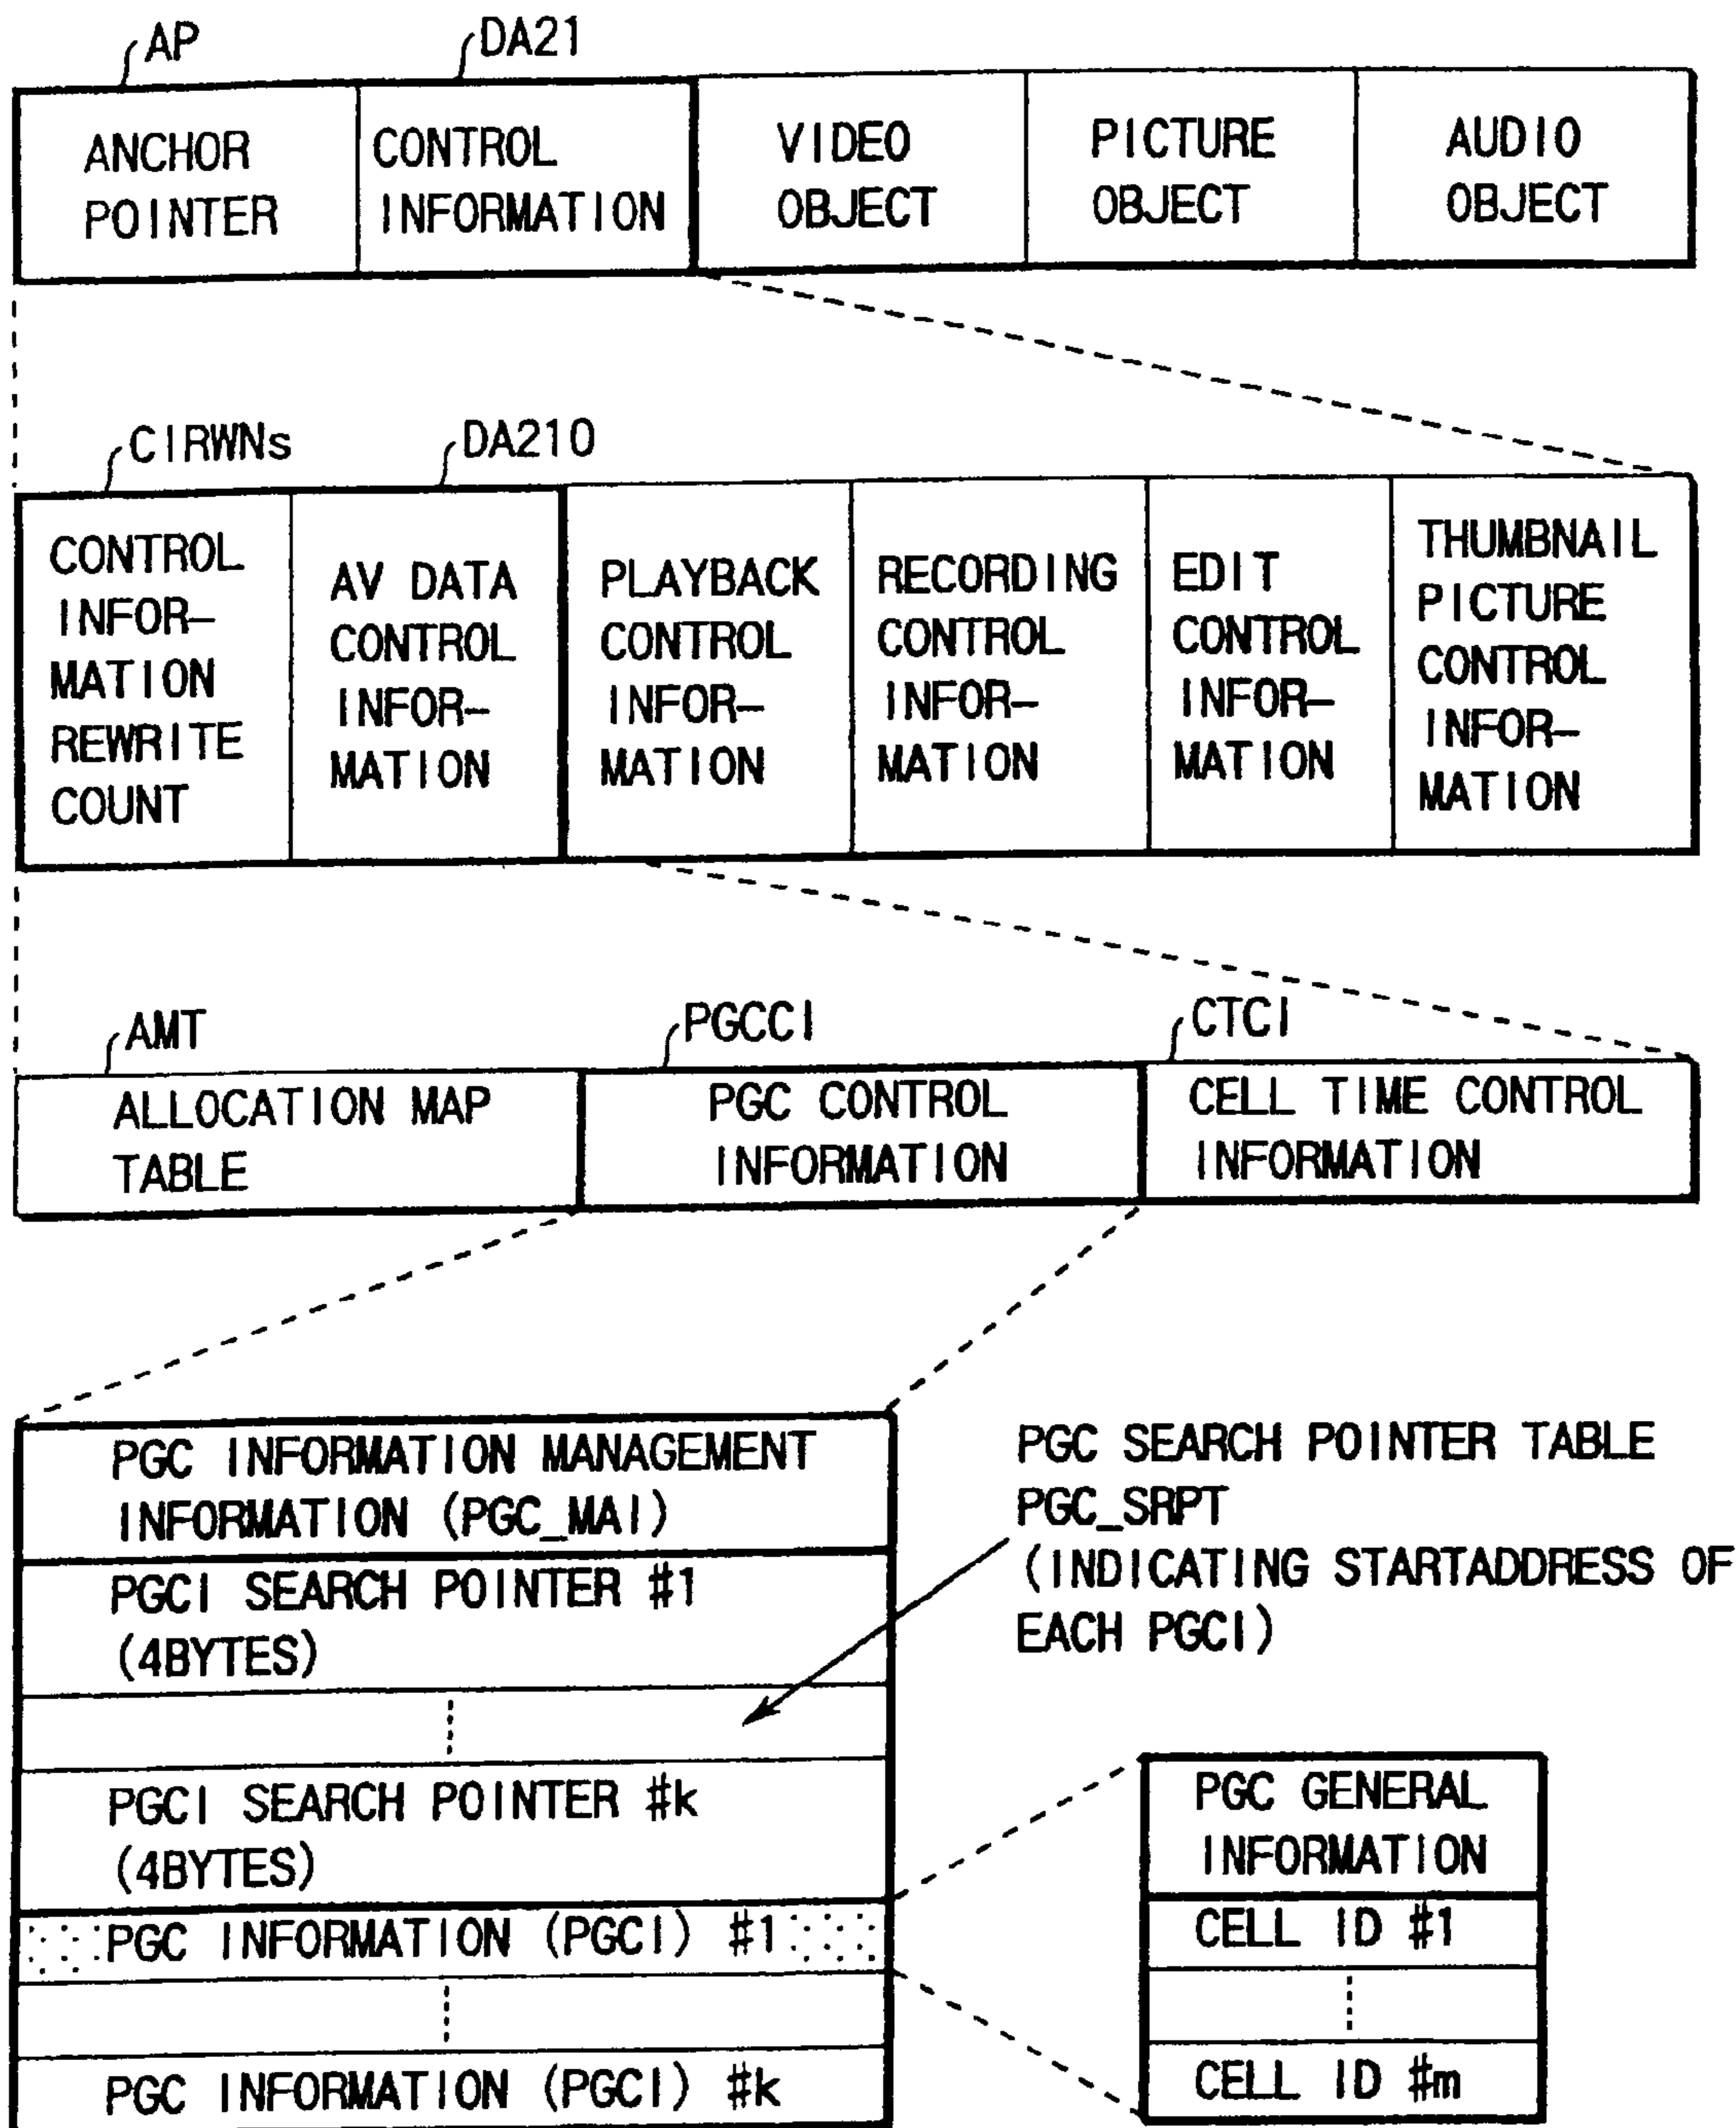 AP
DA21
ANCHOR
POINTER
CONTROL
INFORMATION
VIDEO
OBJECT
PICTURE
OBJECT
AUDIO
OBJECT
CIRWNs
DA210
CONTROL
INFOR-
MATION
REWRITE
COUNT
AV DATA
CONTROL
INFOR-
MATION
PLAYBACK
CONTROL
INFOR-
MATION
RECORDING
CONTROL
INFOR-
MATION
EDIT
CONTROL
INFOR-
MATION
THUMBNAIL
PICTURE
CONTROL
INFOR-
MATION
AMT
PGCCI
CTCI
ALLOCATION MAP
TABLE
PGC CONTROL
INFORMATION
CELL TIME CONTROL
INFORMATION
PGC INFORMATION MANAGEMENT
INFORMATION (PGC_MAI)
PGCI SEARCH POINTER #1
(4BYTES)
PGCI SEARCH POINTER #k
(4BYTES)
PGC INFORMATION (PGCI) #1
PGC INFORMATION (PGCI) #k
PGC SEARCH POINTER TABLE
PGC_SRPT
(INDICATING STARTADDRESS OF
EACH PGCI)
PGC GENERAL
INFORMATION
CELL ID #1
CELL ID #m